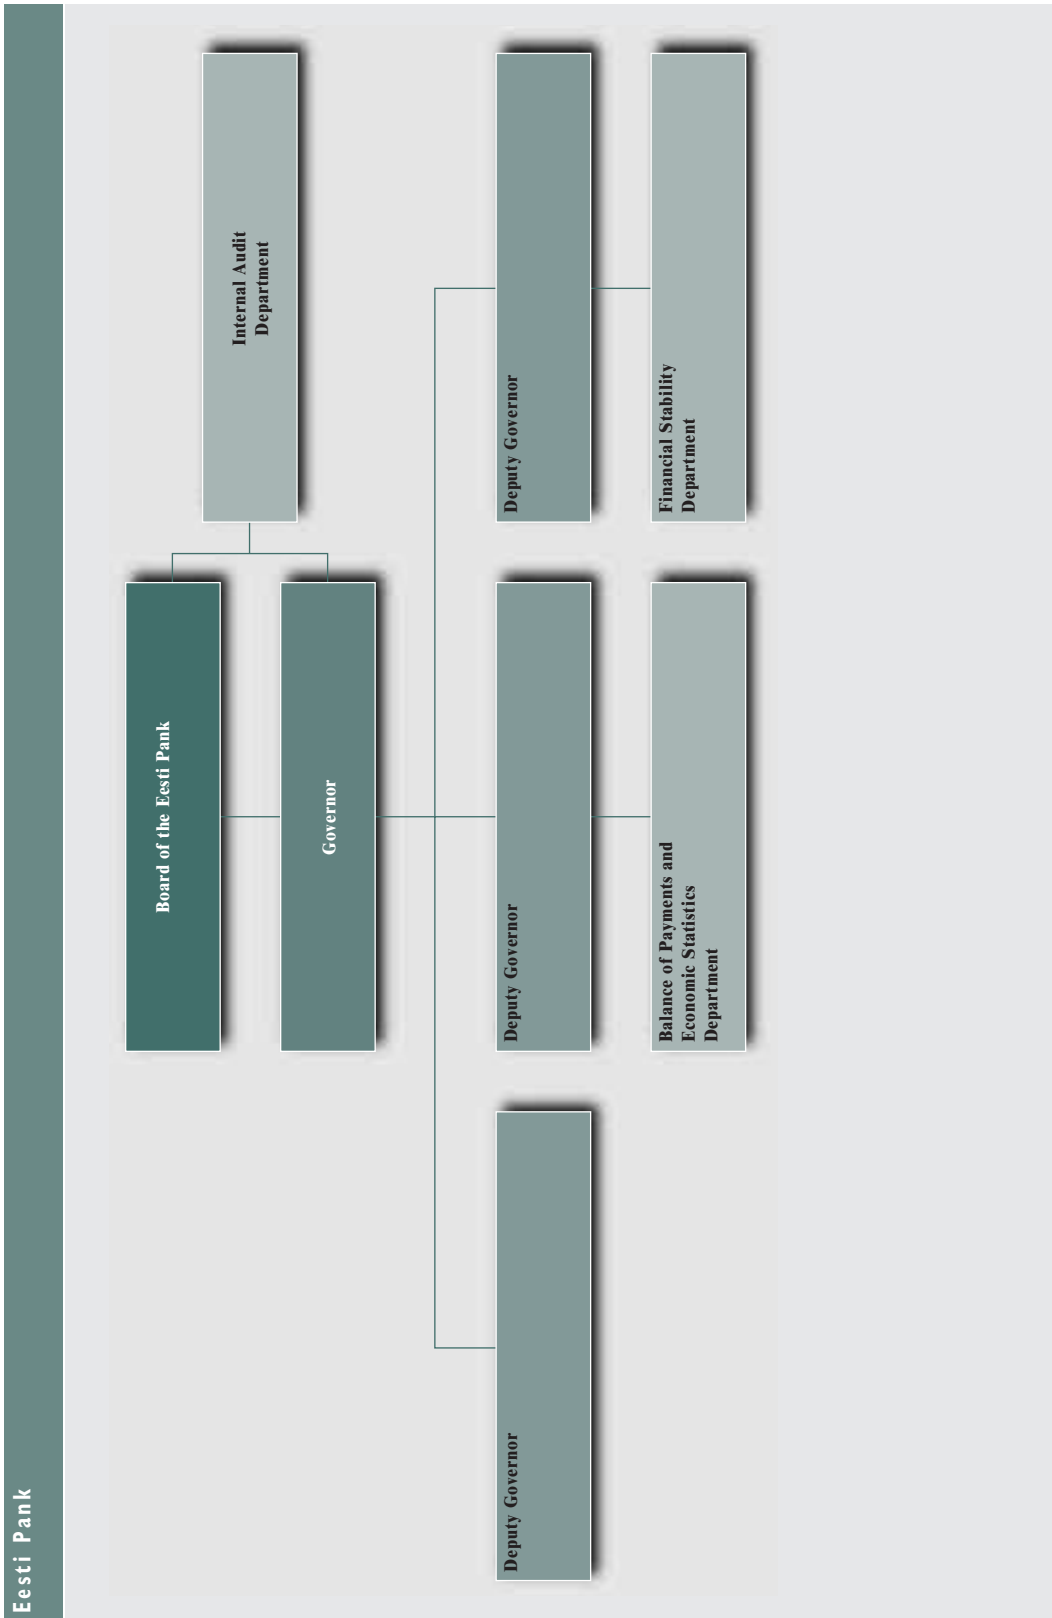 Eesti Pank
Board of the Eesti Pank
Internal Audit
Department
Governor
Deputy Governor
Deputy Governor
Deputy Governor
Balance of Payments and
Economic Statistics
Department
Financial Stability
Department